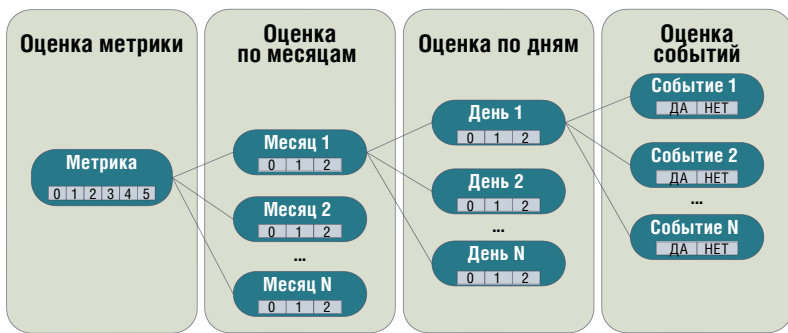 Оценка метрики
Метрика
0 1 2 3 4 5
Оценка
по месяцам
Месяц 1
0 1 2
Месяц 2
0 1 2
...
Месяц N
0 1 2
Оценка по дням
День 1
0 1 2
День 2
0 1 2
...
День N
0 1 2
Оценка
событий
Событие 1
ДА НЕТ
Событие 2
ДА НЕТ
...
Событие N
ДА НЕТ